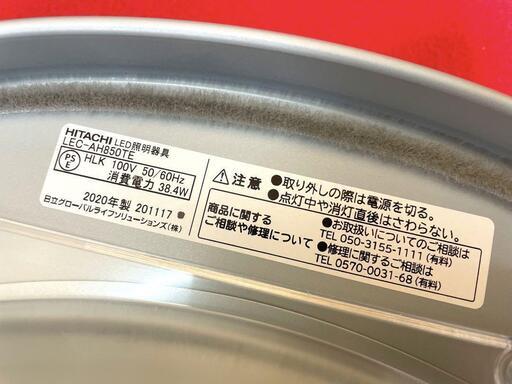 HITACHI LED照明器具
LEC-AH850TE
PS E HLK 100V 50/60Hz
消費電力 38.4W
2020年製 201117
日立グローバルライフソリューションズ(株)
注意
●取り外しの際は電源を切る。
●点灯中や消灯直後はさわらない。
商品に関する
ご相談や修理について
●お取扱いについてのご相談は
TEL 050-3155-1111 (有料)
●修理に関するご相談は
TEL 0570-0031-68 (有料)